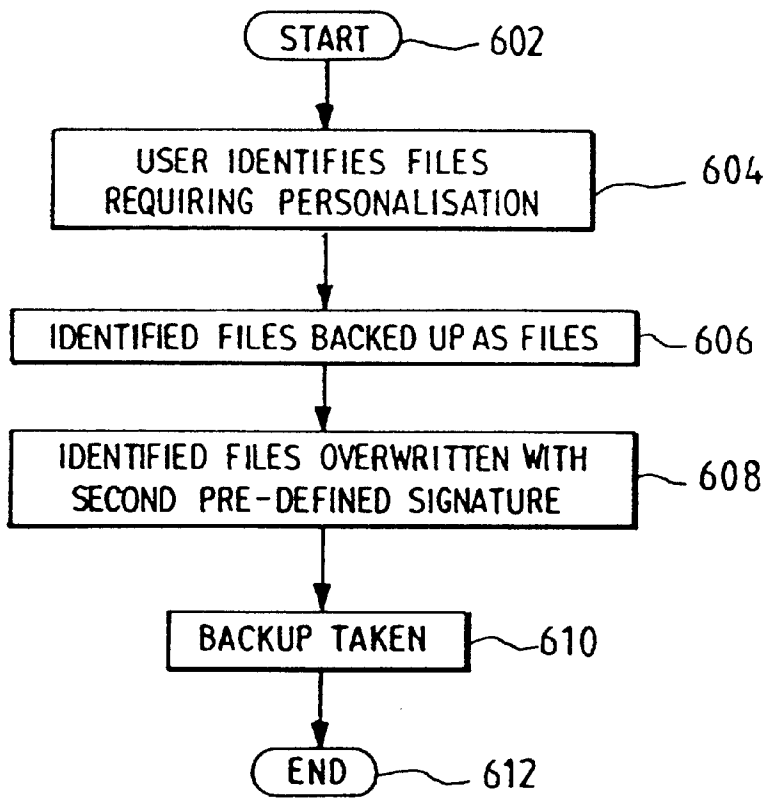 START
602
USER IDENTIFIES FILES
REQUIRING PERSONALISATION
604
IDENTIFIED FILES BACKED UP AS FILES
606
IDENTIFIED FILES OVERWRITTEN WITH
SECOND PRE-DEFINED SIGNATURE
608
BACKUP TAKEN
610
END
612